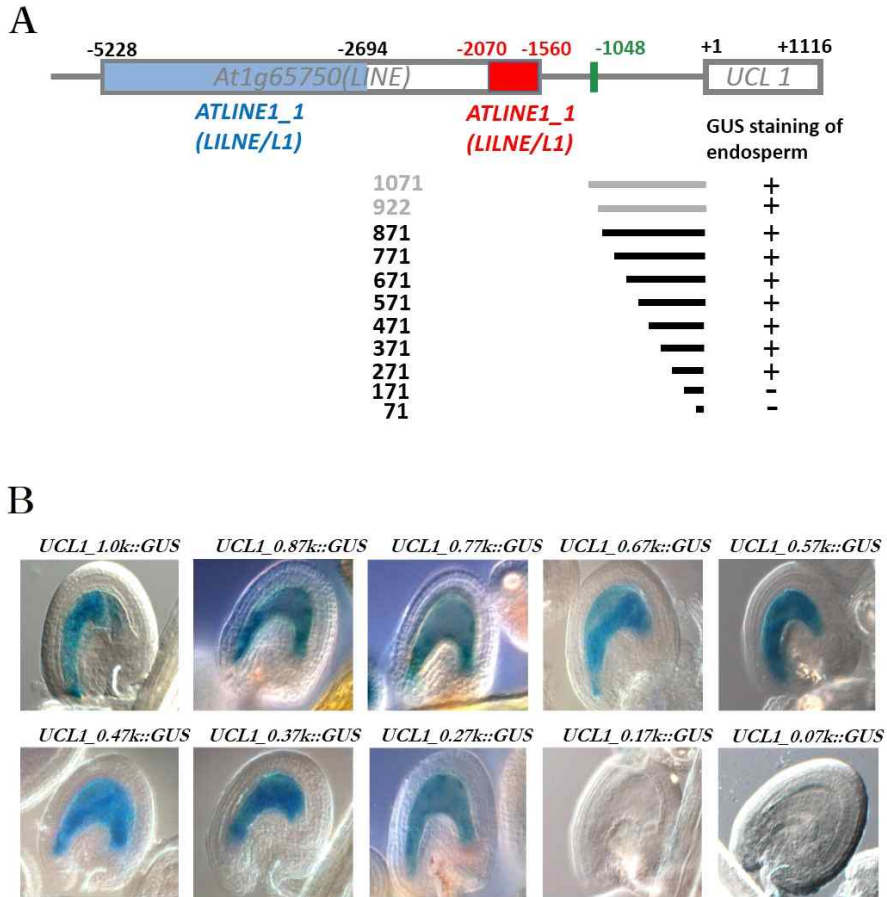 A
-5228 -2694 -2070 -1560 -1048 +1 +1116
At1g65750(LINE) UCL 1
ATLINE1_1 ATLINE1_1
(LILNE/L1) (LILNE/L1)
GUS staining of
endosperm
1071 +
922 +
871 +
771 +
671 +
571 +
471 +
371 +
271 +
171 -
71 -
B
UCL1_1.0k::GUS UCL1_0.87k::GUS UCL1_0.77k::GUS UCL1_0.67k::GUS UCL1_0.57k::GUS
UCL1_0.47k::GUS UCL1_0.37k::GUS UCL1_0.27k::GUS UCL1_0.17k::GUS UCL1_0.07k::GUS